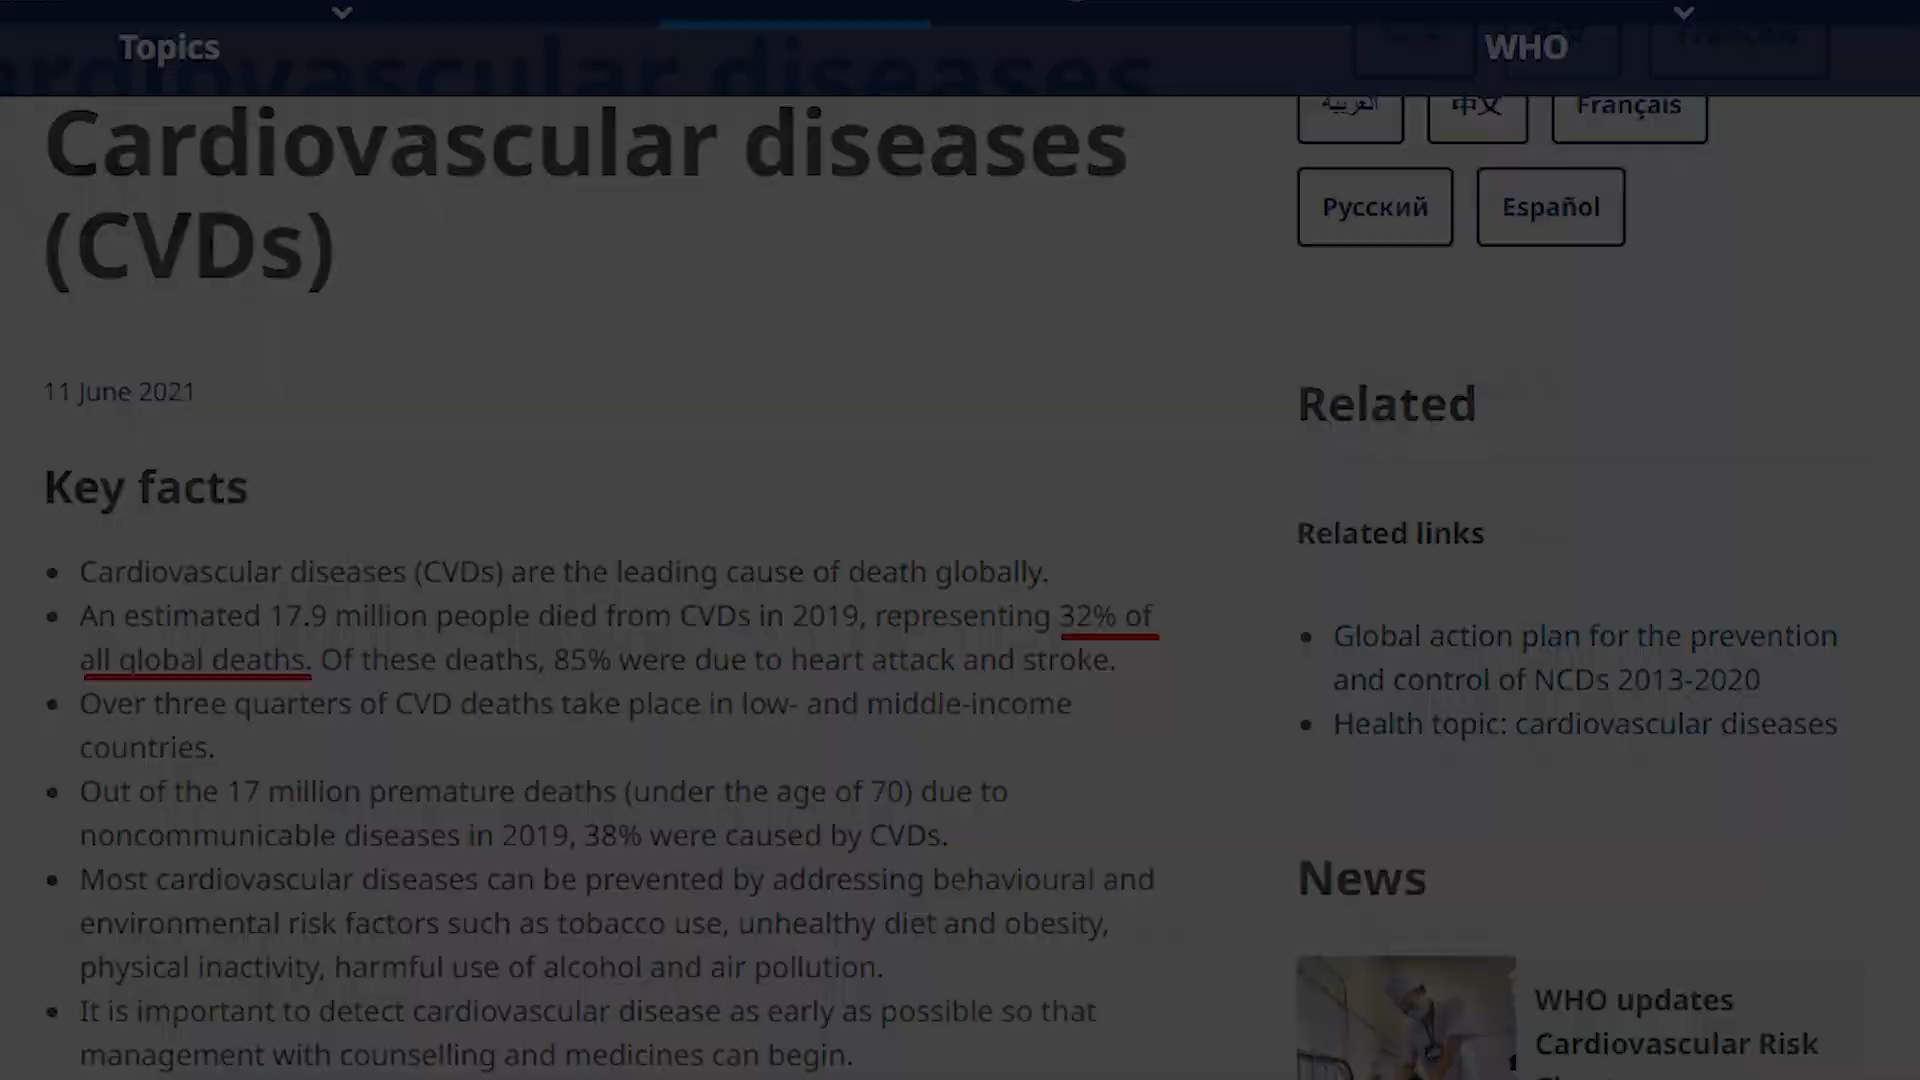 Topics
WHO
Cardiovascular diseases
(CVDs)
العربية
中文
Français
Русский
Español
11 June 2021
Key facts
Cardiovascular diseases (CVDs) are the leading cause of death globally.
An estimated 17.9 million people died from CVDs in 2019, representing 32% of
all global deaths. Of these deaths, 85% were due to heart attack and stroke.
Over three quarters of CVD deaths take place in low- and middle-income
countries.
Out of the 17 million premature deaths (under the age of 70) due to
noncommunicable diseases in 2019, 38% were caused by CVDs.
Most cardiovascular diseases can be prevented by addressing behavioural and
environmental risk factors such as tobacco use, unhealthy diet and obesity,
physical inactivity, harmful use of alcohol and air pollution.
It is important to detect cardiovascular disease as early as possible so that
management with counselling and medicines can begin.
Related
Related links
Global action plan for the prevention
and control of NCDs 2013-2020
Health topic: cardiovascular diseases
News
WHO updates
Cardiovascular Risk